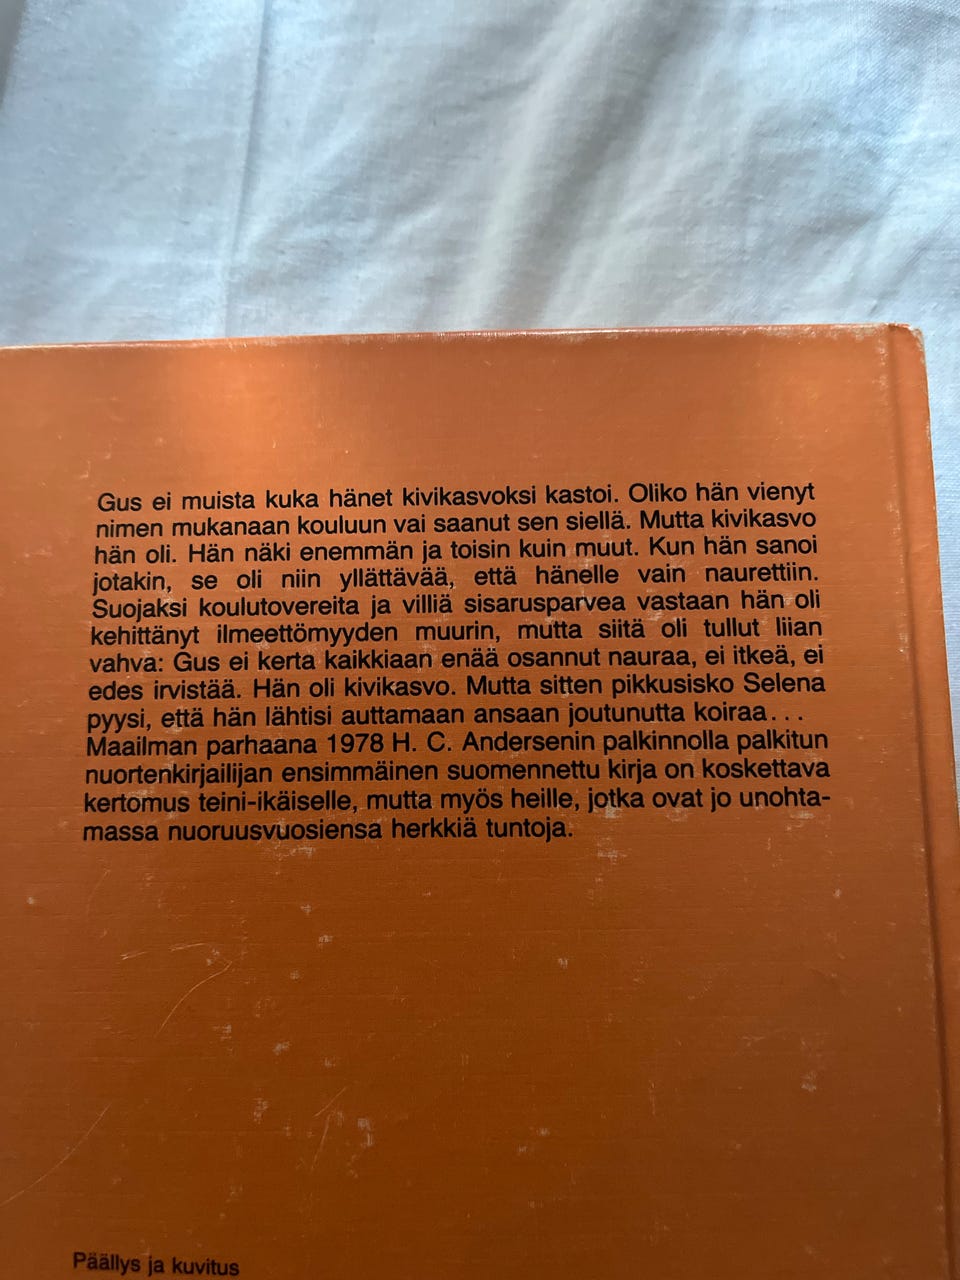 Gus ei muista kuka hänet kivikasvoksi kastoi. Oliko hän vienyt
nimen mukanaan kouluun vai saanut sen siellä. Mutta kivikasvo
hän oli. Hän näki enemmän ja toisin kuin muut. Kun hän sanoi
jotakin, se oli niin yllättävää, että hänelle vain naurettiin.
Suojaksi koulutovereita ja villiä sisarusparvea vastaan hän oli
kehittänyt ilmeettömyyden muurin, mutta siitä oli tullut liian
vahva: Gus ei kerta kaikkiaan enää osannut nauraa, ei itkeä, ei
edes irvistää. Hän oli kivikasvo. Mutta sitten pikkusisko Selena
pyysi, että hän lähtisi auttamaan ansaan joutunutta koiraa...
Maailman parhaana 1978 H. C. Andersenin palkinnolla palkitun
nuortenkirjailijan ensimmäinen suomennettu kirja on koskettava
kertomus teini-ikäiselle, mutta myös heille, jotka ovat jo unohta-
massa nuoruusvuosiensa herkkiä tuntoja.
Päällys ja kuvitus